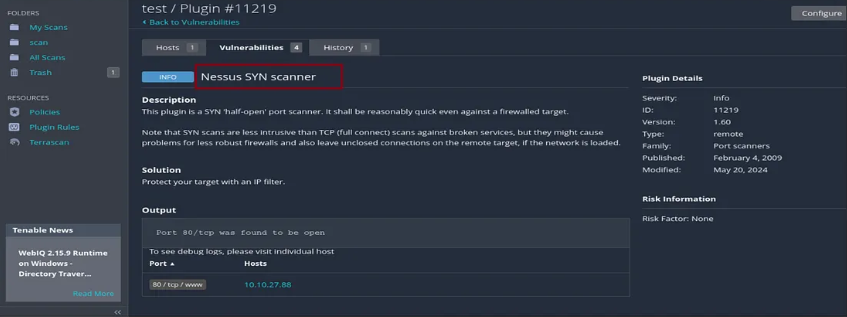 FOLDERS
My Scans
scan
All Scans
Trash 1
RESOURCES
Policies
Plugin Rules
Terrascan
Tenable News
WebIQ 2.15.9 Runtime
on Windows -
Directory Traver...
Read More
<<
test / Plugin #11219
< Back to Vulnerabilities
Configure
Hosts 1 Vulnerabilities 4 History 1
INFO Nessus SYN scanner
Description
This plugin is a SYN 'half-open' port scanner. It shall be reasonably quick even against a firewalled target.
Note that SYN scans are less intrusive than TCP (full connect) scans against broken services, but they might cause
problems for less robust firewalls and also leave unclosed connections on the remote target, if the network is loaded.
Solution
Protect your target with an IP filter.
Output
Port 80/tcp was found to be open
To see debug logs, please visit individual host
Port ▲ Hosts
80 / tcp / www 10.10.27.88
Plugin Details
Severity: Info
ID: 11219
Version: 1.60
Type: remote
Family: Port scanners
Published: February 4, 2009
Modified: May 20, 2024
Risk Information
Risk Factor: None